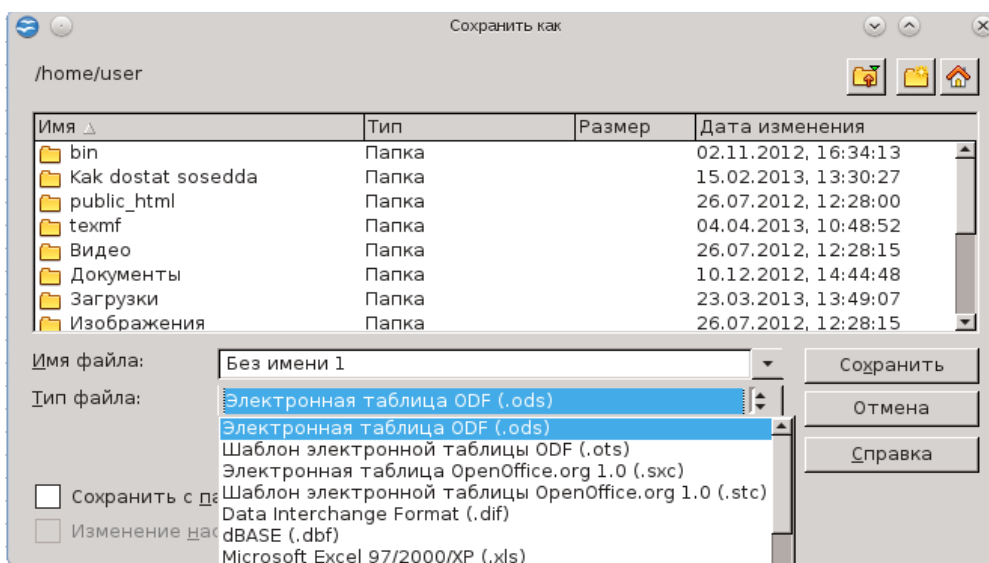 Сохранить как
/home/user
Имя Тип Размер Дата изменения
bin Папка 02.11.2012, 16:34:13
Kak dostat sosedda Папка 15.02.2013, 13:30:27
public_html Папка 26.07.2012, 12:28:00
texmf Папка 04.04.2013, 10:48:52
Видео Папка 26.07.2012, 12:28:15
Документы Папка 10.12.2012, 14:44:48
Загрузки Папка 23.03.2013, 13:49:07
Изображения Папка 26.07.2012, 12:28:15
Имя файла: Без имени 1 Сохранить
Тип файла: Электронная таблица ODF (.ods) Отмена
Электронная таблица ODF (.ods)
Шаблон электронной таблицы ODF (.ots) Справка
Электронная таблица OpenOffice.org 1.0 (.sxc)
Сохранить с па Шаблон электронной таблицы OpenOffice.org 1.0 (.stc)
Data Interchange Format (.dif)
Изменение нас dBASE (.dbf)
Microsoft Excel 97/2000/XP (.xls)